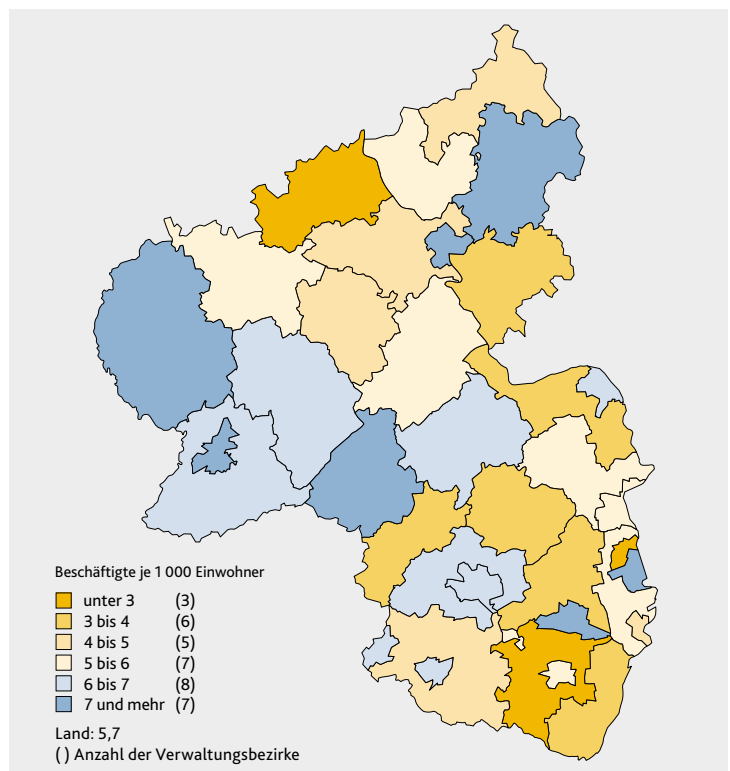 Beschäftigte je 1 000 Einwohner
unter 3 (3)
3 bis 4 (6)
4 bis 5 (5)
5 bis 6 (7)
6 bis 7 (8)
7 und mehr (7)
Land: 5,7
( ) Anzahl der Verwaltungsbezirke